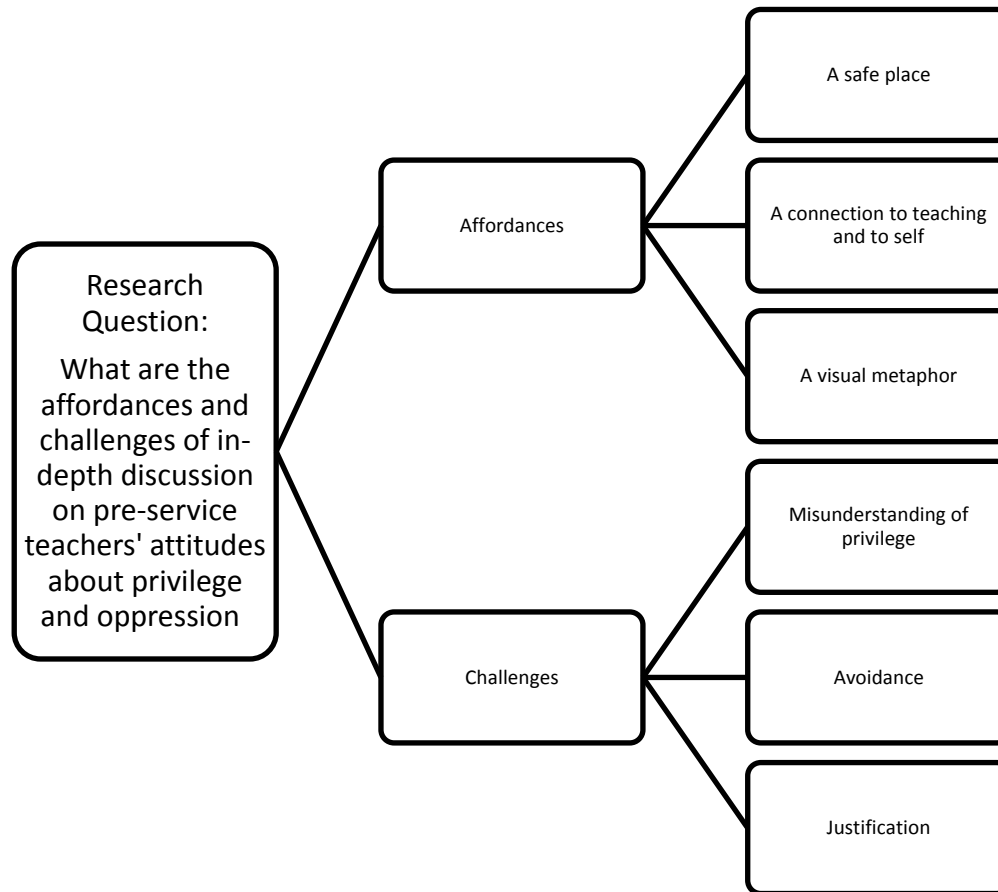 Research
Question:
What are the
affordances and
challenges of in-
depth discussion
on pre-service
teachers' attitudes
about privilege
and oppression
Affordances
A safe place
A connection to teaching
and to self
A visual metaphor
Challenges
Misunderstanding of
privilege
Avoidance
Justification